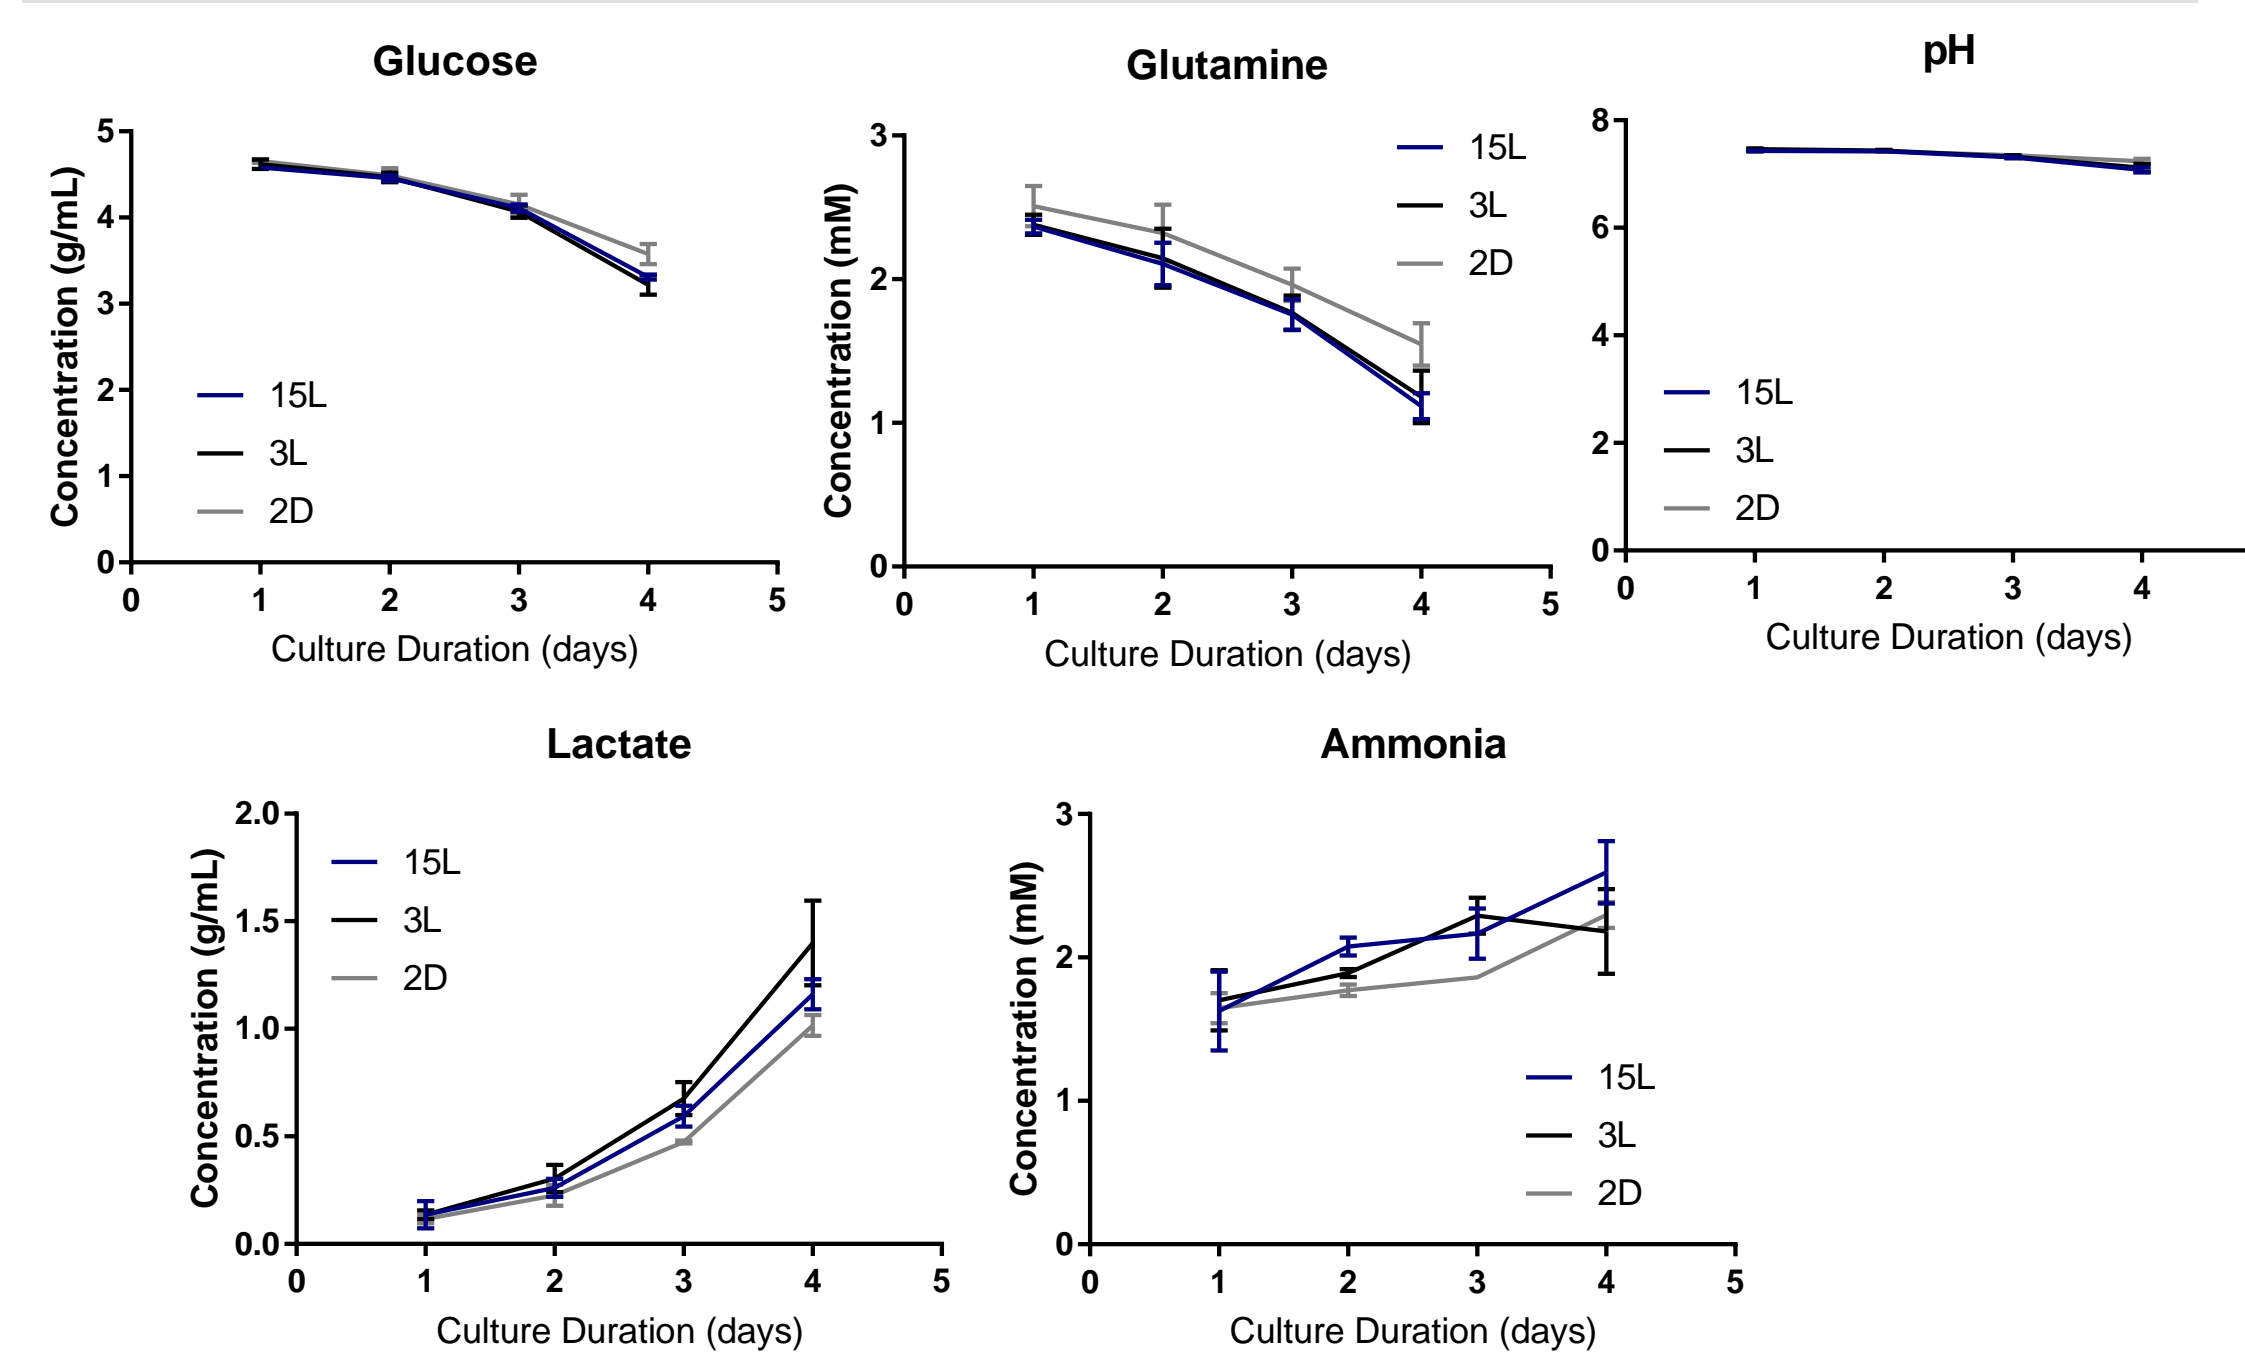 Glucose
Concentration (g/mL)
5
4
3
2
1
0
15L
3L
2D
0 1 2 3 4 5
Culture Duration (days)
Glutamine
Concentration (mM)
3
2
1
0
15L
3L
2D
0 1 2 3 4 5
Culture Duration (days)
pH
8
6
4
2
0
15L
3L
2D
0 1 2 3 4
Culture Duration (days)
Lactate
Concentration (g/mL)
2.0
1.5
1.0
0.5
0.0
15L
3L
2D
0 1 2 3 4 5
Culture Duration (days)
Ammonia
Concentration (mM)
3
2
1
0
15L
3L
2D
0 1 2 3 4 5
Culture Duration (days)